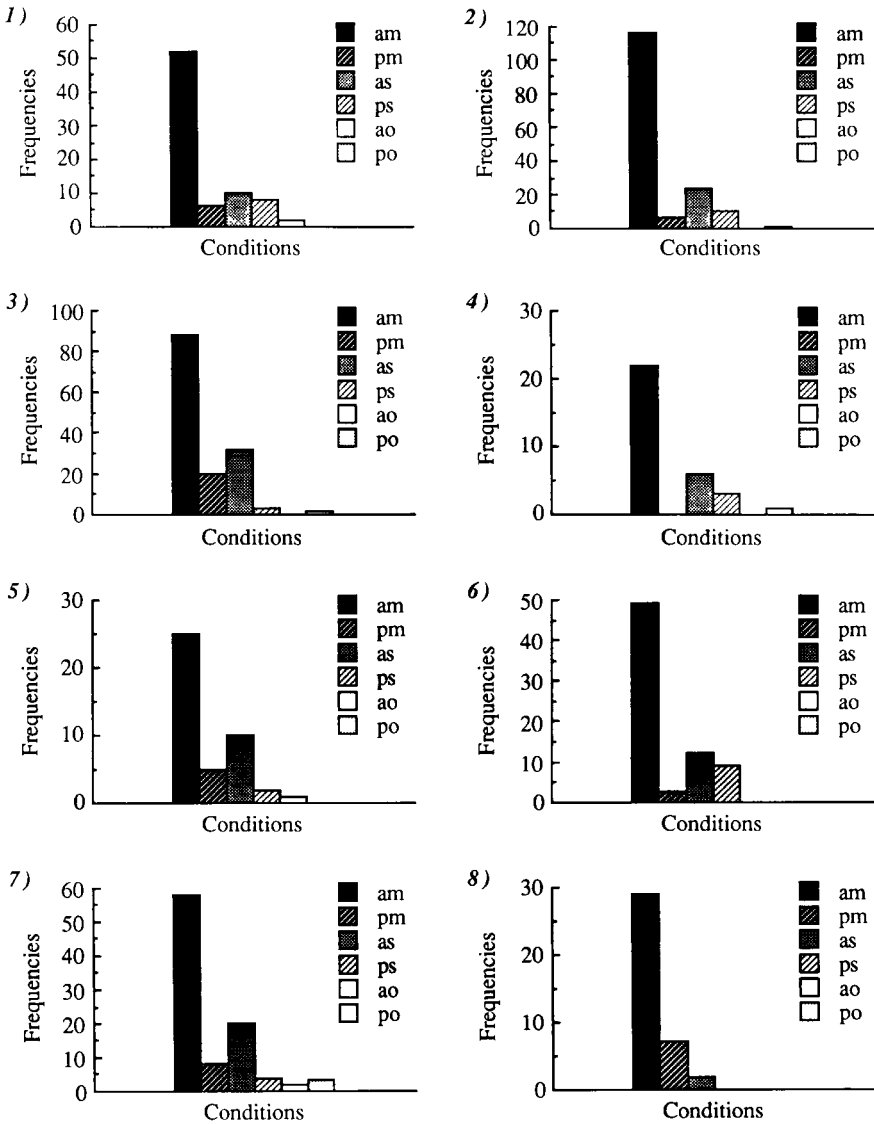 1)
60
50
40
30
20
10
0
Frequencies
Conditions
am
pm
as
ps
ao
po
2)
120
100
80
60
40
20
0
Frequencies
Conditions
am
pm
as
ps
ao
po
3)
100
80
60
40
20
0
Frequencies
Conditions
am
pm
as
ps
ao
po
4)
30
20
10
0
Frequencies
Conditions
am
pm
as
ps
ao
po
5)
30
20
10
0
Frequencies
Conditions
am
pm
as
ps
ao
po
6)
50
40
30
20
10
0
Frequencies
Conditions
am
pm
as
ps
ao
po
7)
60
50
40
30
20
10
0
Frequencies
Conditions
am
pm
as
ps
ao
po
8)
30
20
10
0
Frequencies
Conditions
am
pm
as
ps
ao
po